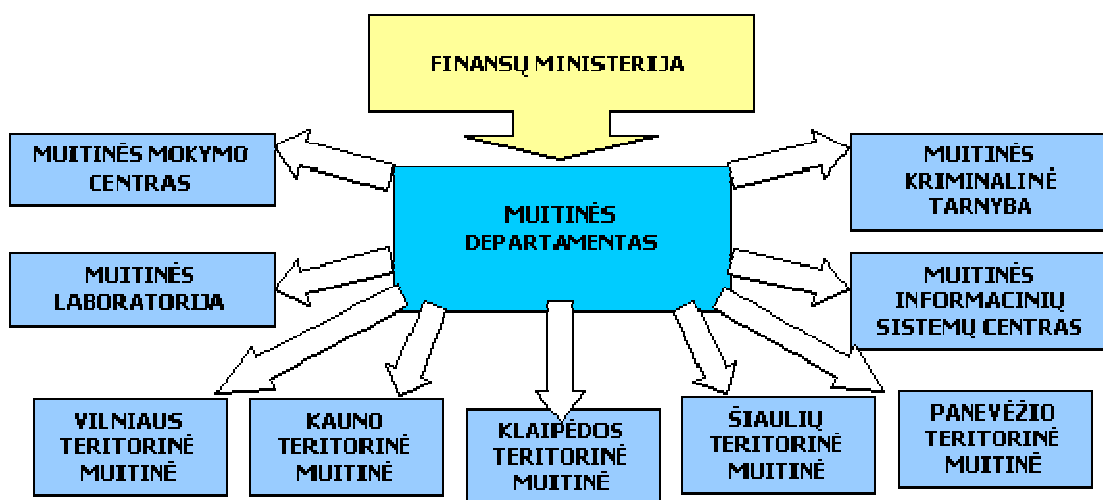 FINANSŲ MINISTERIJA
MUITINĖS MOKYMO
CENTRAS
MUITINĖS
KRIMINALINĖ
TARNYBA
MUITINĖS
DEPARTAMENTAS
MUITINĖS
LABORATORIJA
MUITINĖS
INFORMACINIŲ
SISTEMŲ CENTRAS
VILNIAUS
TERITORINĖ
MUITINĖ
KAUNO
TERITORINĖ
MUITINĖ
KLAIPĖDOS
TERITORINĖ
MUITINĖ
ŠIAULIŲ
TERITORINĖ
MUITINĖ
PANEVĖŽIO
TERITORINĖ
MUITINĖ